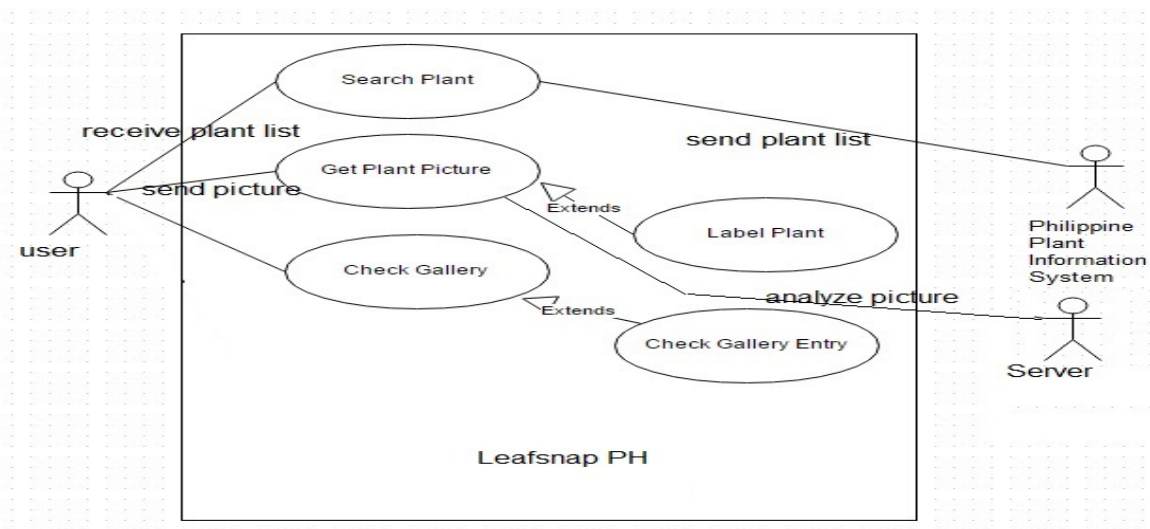 Search Plant
receive plant list
send plant list
Get Plant Picture
send picture
Extends
Label Plant
user
Philippine
Plant
Information
System
Check Gallery
analyze picture
Extends
Check Gallery Entry
Server
Leafsnap PH